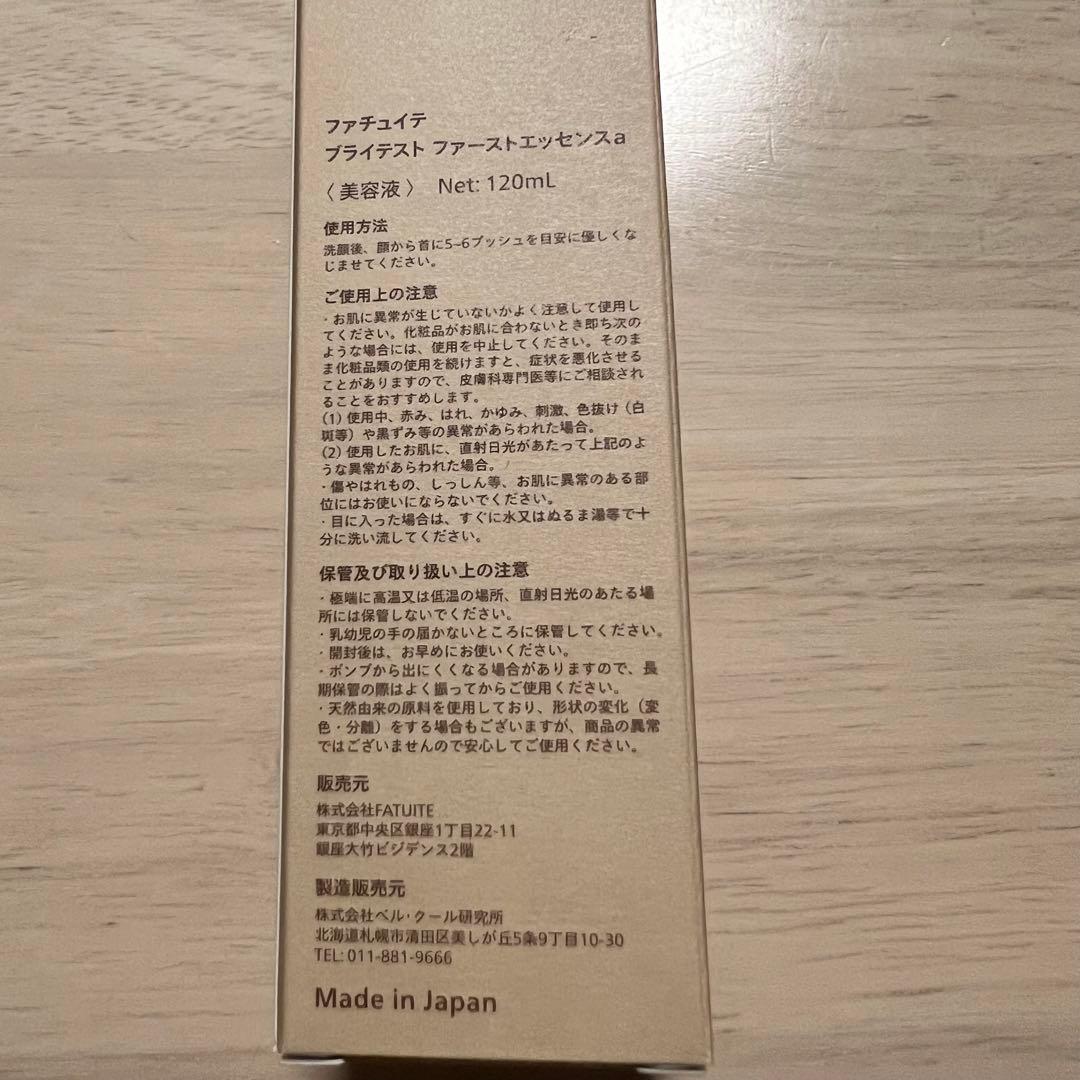 ファチュイテ
ブライテスト ファーストエッセンスa
〈美容液〉 Net: 120mL
使用方法
洗顔後、顔から首に5–6プッシュを目安に優しくな
じませてください。
ご使用上の注意
・お肌に異常が生じていないかよく注意して使用し
てください。化粧品がお肌に合わないとき即ち次の
ような場合には、使用を中止してください。そのま
ま化粧品類の使用を続けますと、症状を悪化させる
ことがありますので、皮膚科専門医等にご相談され
ることをおすすめします。
(1) 使用中、赤み、はれ、かゆみ、刺激、色抜け（白
斑等）や黒ずみ等の異常があらわれた場合。
(2) 使用したお肌に、直射日光があたって上記のよ
うな異常があらわれた場合。
・傷やはれもの、しっしん等、お肌に異常のある部
位にはお使いにならないでください。
・目に入った場合は、すぐに水又はぬるま湯等で十
分に洗い流してください。
保管及び取り扱い上の注意
・極端に高温又は低温の場所、直射日光のあたる場
所には保管しないでください。
・乳幼児の手の届かないところに保管してください。
・開封後は、お早めにお使いください。
・ポンプから出にくくなる場合がありますので、長
期保管の際はよく振ってからご使用ください。
・天然由来の原料を使用しており、形状の変化（変
色・分離）をする場合もございますが、商品の異常
ではございませんので安心してご使用ください。
販売元
株式会社FATUITE
東京都中央区銀座1丁目22-11
銀座大竹ビジデンス2階
製造販売元
株式会社ベル・クール研究所
北海道札幌市清田区美しが丘5条9丁目10-30
TEL: 011-881-9666
Made in Japan